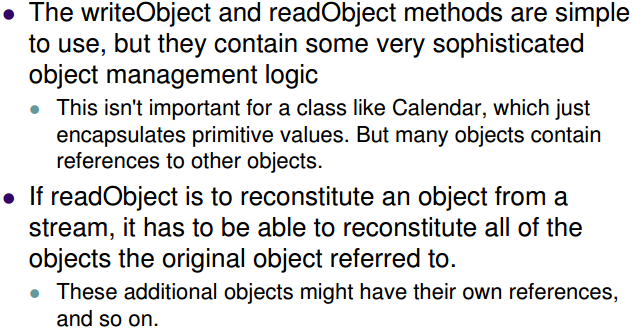 The writeObject and readObject methods are simple
to use, but they contain some very sophisticated
object management logic
This isn't important for a class like Calendar, which just
encapsulates primitive values. But many objects contain
references to other objects.
If readObject is to reconstitute an object from a
stream, it has to be able to reconstitute all of the
objects the original object referred to.
These additional objects might have their own references,
and so on.